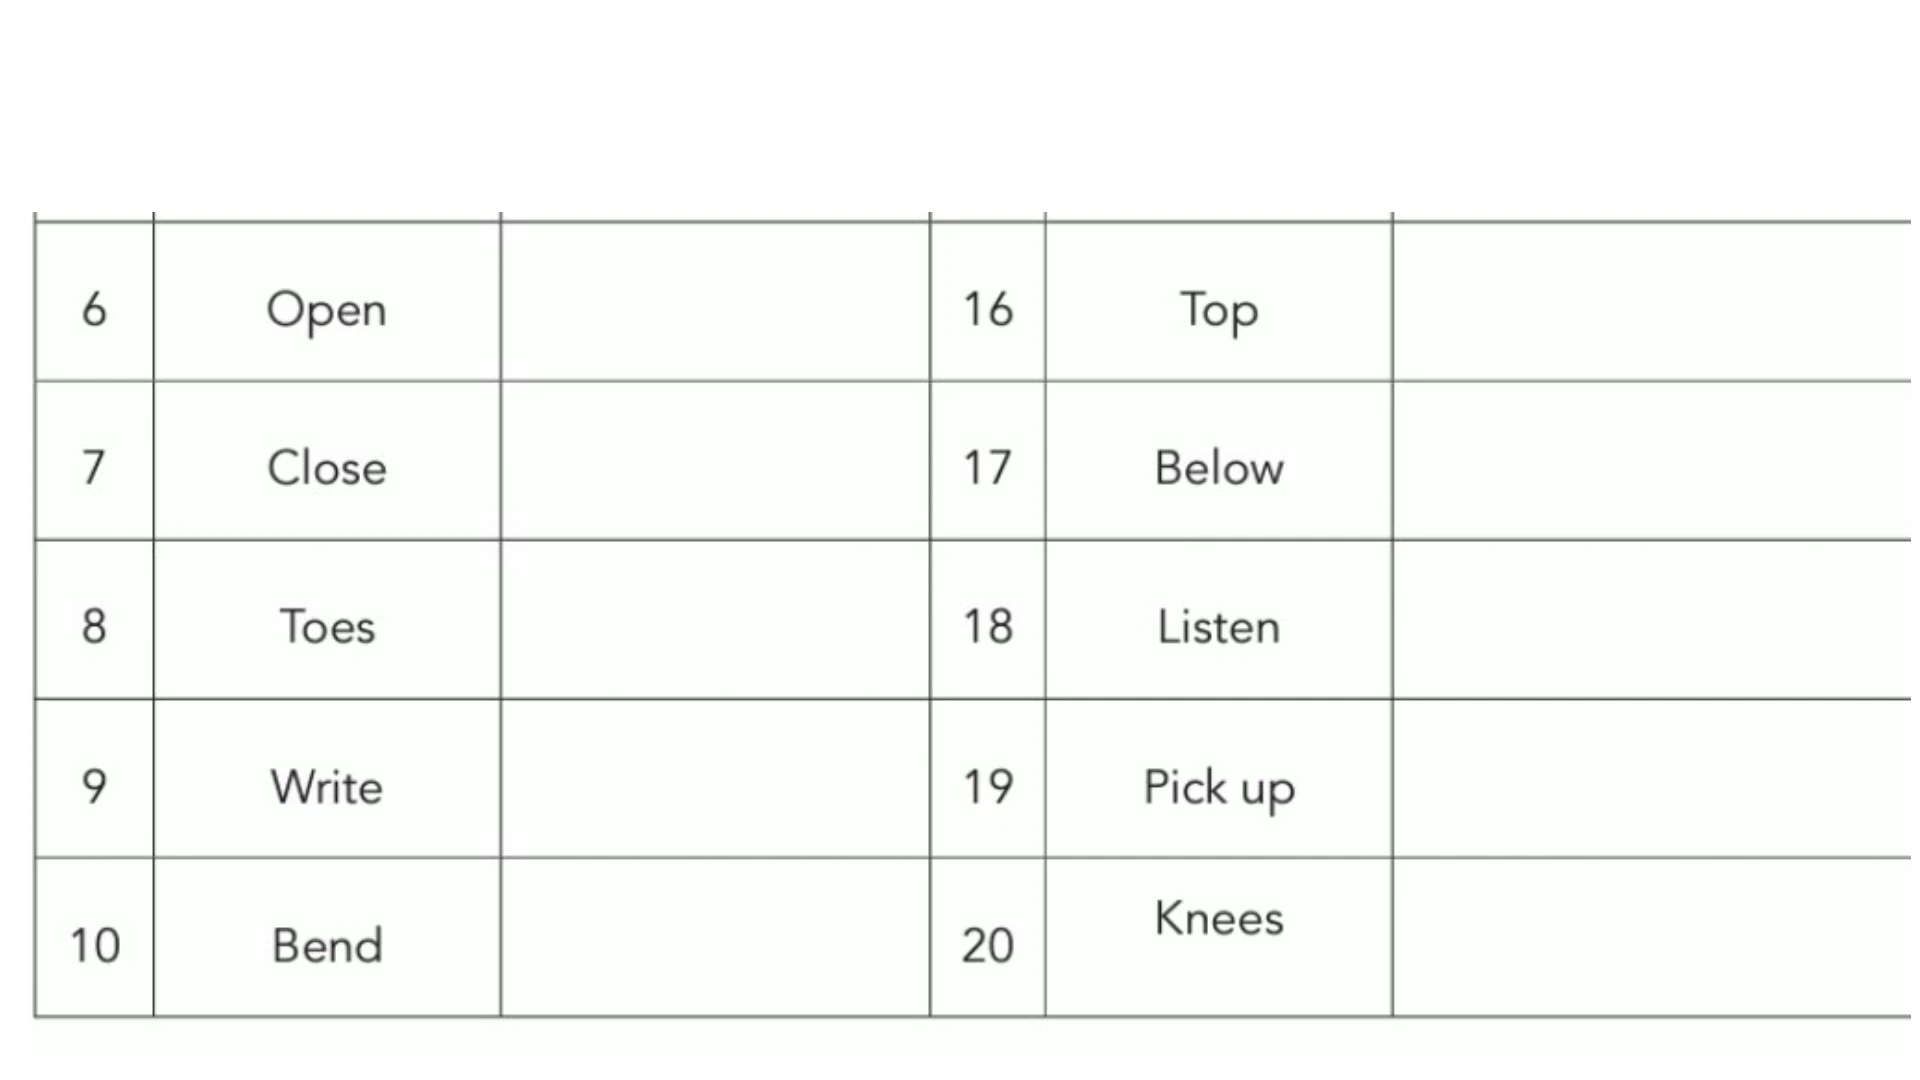 6 Open 16 Top
7 Close 17 Below
8 Toes 18 Listen
9 Write 19 Pick up
10 Bend 20 Knees